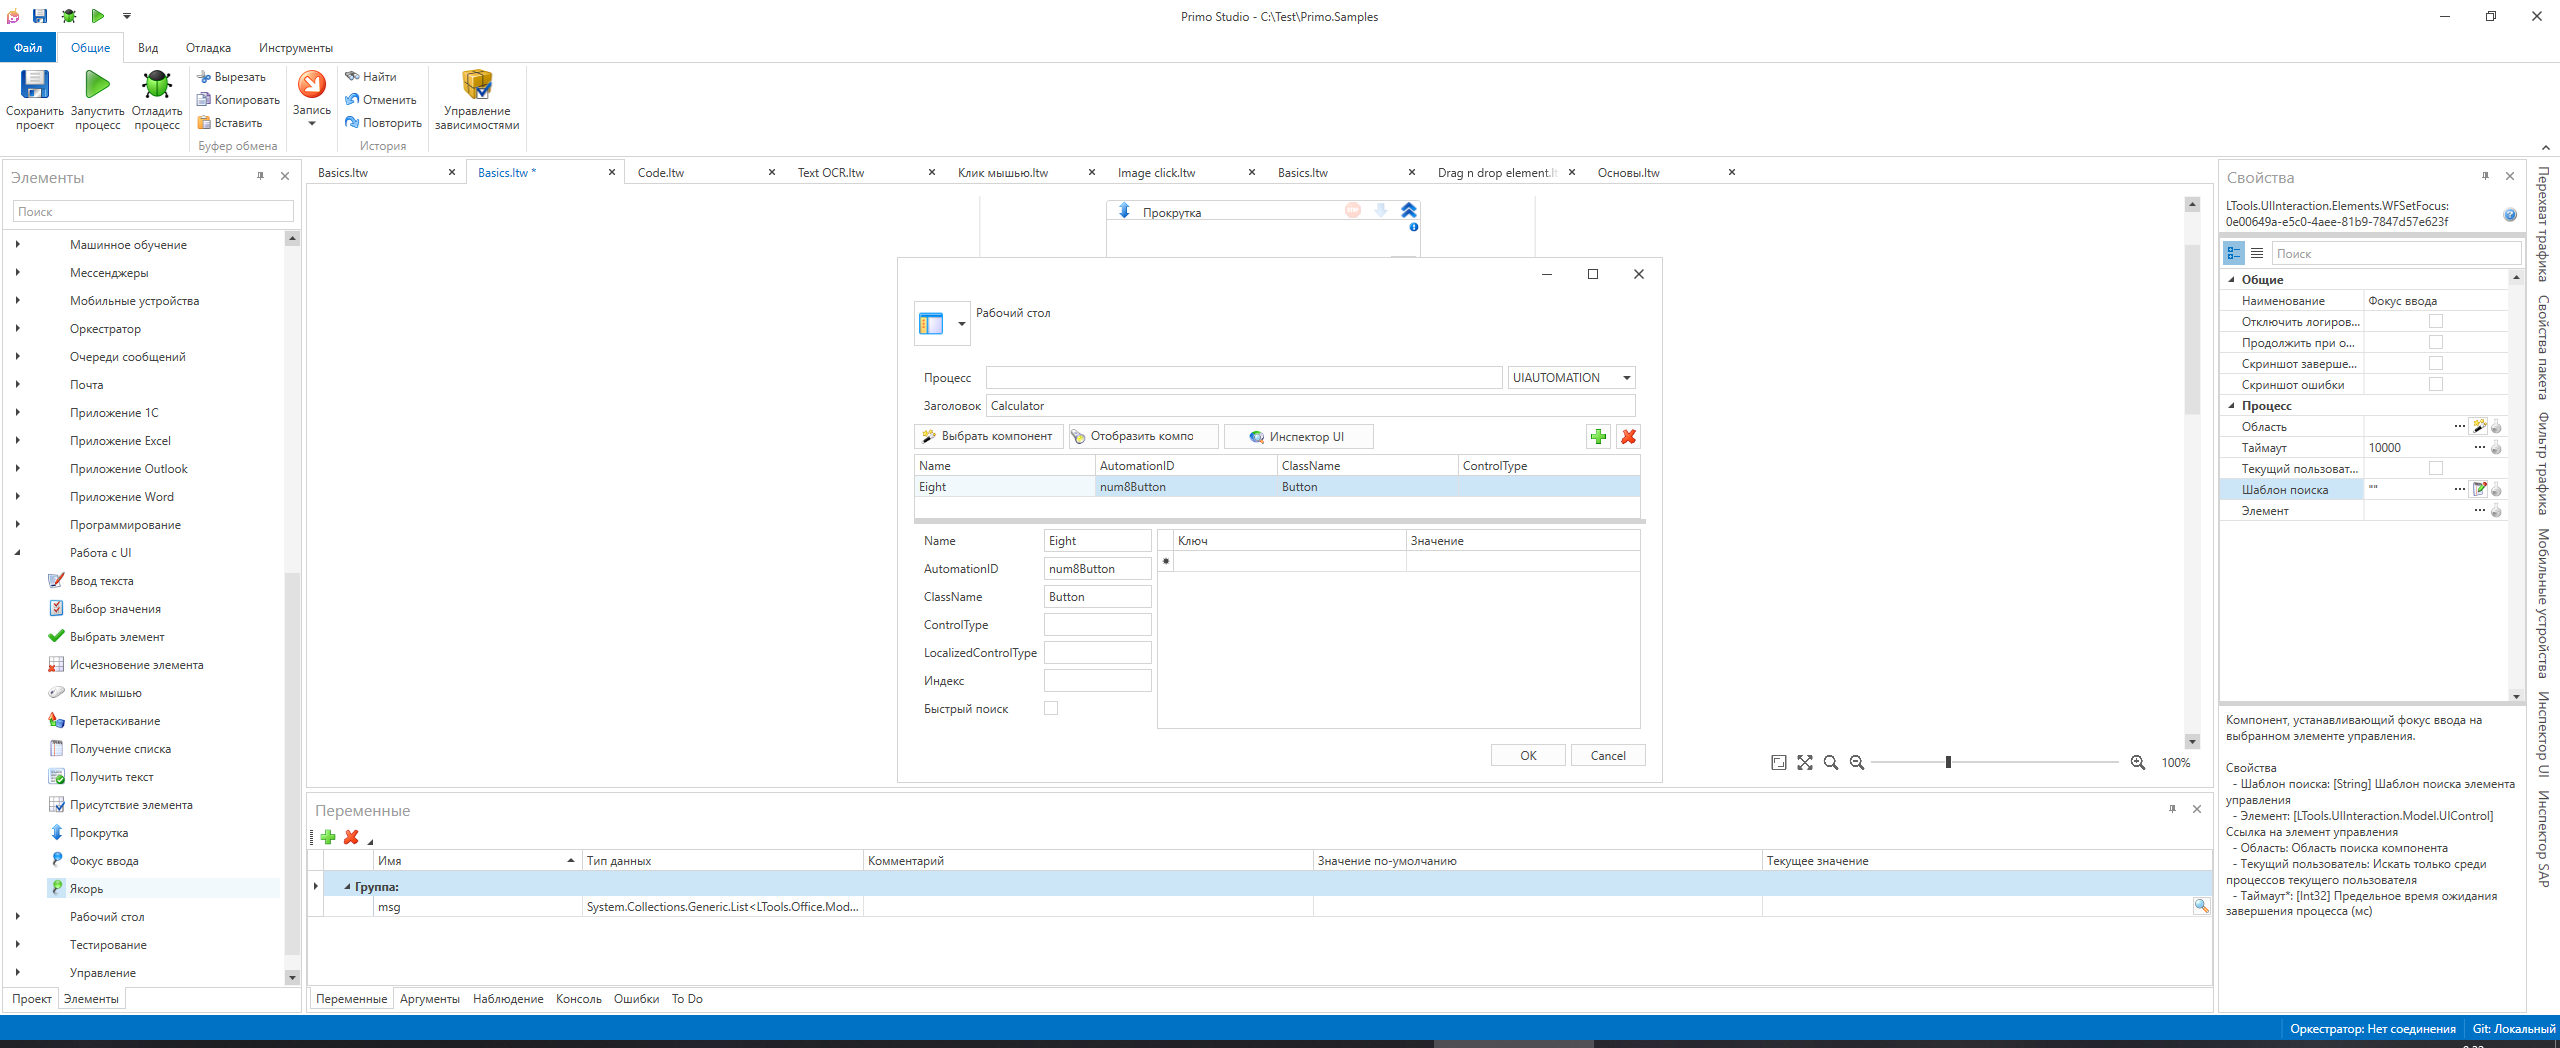 Primo Studio - C:\Test\Primo.Samples
Файл
Общие
Вид
Отладка
Инструменты
Сохранить проект
Запустить процесс
Отладить процесс
Вырезать
Копировать
Вставить
Буфер обмена
Запись
Найти
Отменить
Повторить
История
Управление зависимостями
Элементы
Поиск
Машинное обучение
Мессенджеры
Мобильные устройства
Оркестратор
Очереди сообщений
Почта
Приложение 1С
Приложение Excel
Приложение Outlook
Приложение Word
Программирование
Работа с UI
Ввод текста
Выбор значения
Выбрать элемент
Исчезновение элемента
Клик мышью
Перетаскивание
Получение списка
Получить текст
Присутствие элемента
Прокрутка
Фокус ввода
Якорь
Рабочий стол
Тестирование
Управление
Проект
Элементы
Basics.ltw
Basics.ltw *
Code.ltw
Text OCR.ltw
Клик мышью.ltw
Image click.ltw
Basics.ltw
Drag n drop element.lt
Основы.ltw
Прокрутка
Рабочий стол
Процесс
UIAUTOMATION
Заголовок
Calculator
Выбрать компонент
Отобразить компо
Инспектор UI
Name AutomationID ClassName ControlType
Eight num8Button Button
Name Eight
AutomationID num8Button
ClassName Button
ControlType
LocalizedControlType
Индекс
Быстрый поиск
Ключ Значение
OK
Cancel
100%
Переменные
Имя Тип данных Комментарий Значение по-умолчанию Текущее значение
Группа:
msg System.Collections.Generic.List<LTools.Office.Mod...
Переменные
Аргументы
Наблюдение
Консоль
Ошибки
To Do
Свойства
LTools.UIInteraction.Elements.WFSetFocus:
0e00649a-e5c0-4aee-81b9-7847d57e623f
Поиск
Общие
Наименование Фокус ввода
Отключить логиров...
Продолжить при о...
Скриншот заверше...
Скриншот ошибки
Процесс
Область ...
Таймаут 10000 ...
Текущий пользоват...
Шаблон поиска "" ...
Элемент ...
Компонент, устанавливающий фокус ввода на
выбранном элементе управления.
Свойства
- Шаблон поиска: [String] Шаблон поиска элемента
управления
- Элемент: [LTools.UIInteraction.Model.UIControl]
Ссылка на элемент управления
- Область: Область поиска компонента
- Текущий пользователь: Искать только среди
процессов текущего пользователя
- Таймаут*: [Int32] Предельное время ожидания
завершения процесса (мс)
Перехват трафика
Свойства пакета
Фильтр трафика
Мобильные устройства
Инспектор UI
Инспектор SAP
Оркестратор: Нет соединения
Git: Локальный